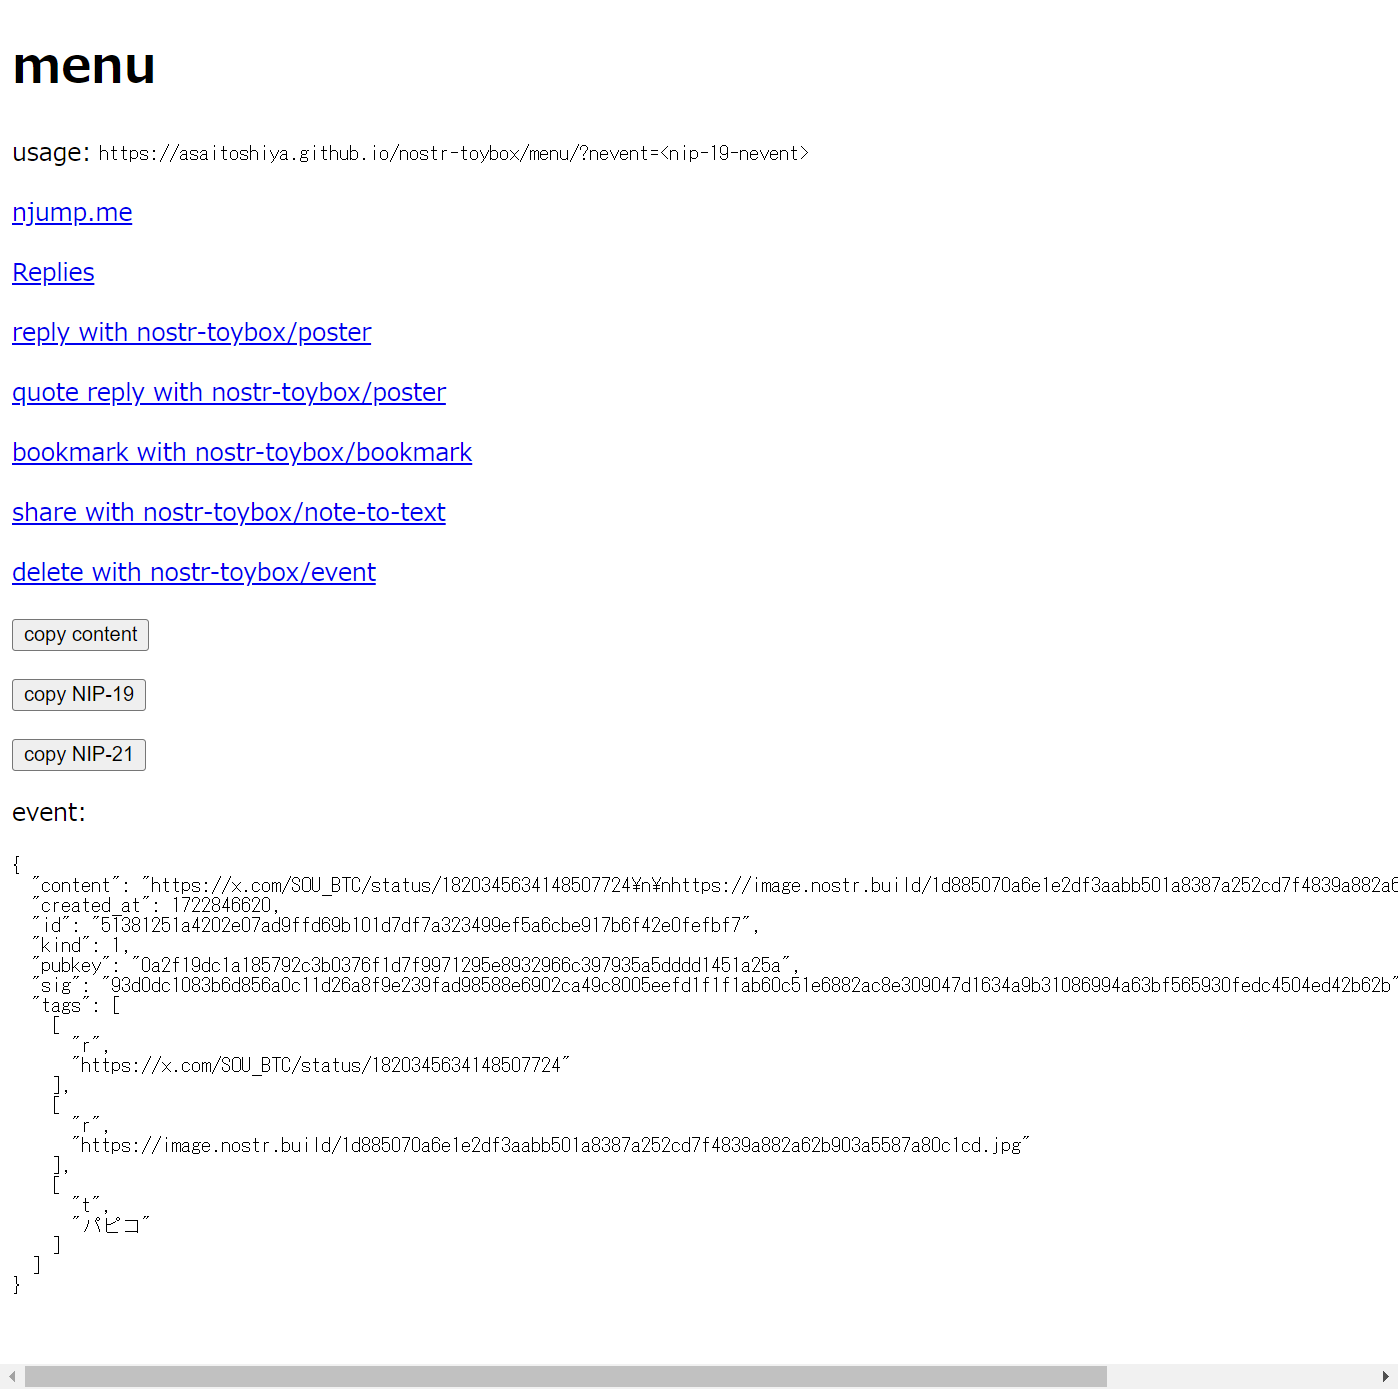 menu
usage: https://asaitoshiya.github.io/nostr-toybox/menu/?nevent=<nip-19-nevent>
njump.me
Replies
reply with nostr-toybox/poster
quote reply with nostr-toybox/poster
bookmark with nostr-toybox/bookmark
share with nostr-toybox/note-to-text
delete with nostr-toybox/event
copy content
copy NIP-19
copy NIP-21
event:
{
  "content": "https://x.com/SOU_BTC/status/1820345634148507724¥n¥nhttps://image.nostr.build/1d885070a6e1e2df3aabb501a8387a252cd7f4839a882a6
  "created_at": 1722846620,
  "id": "51381251a4202e07ad9ffd69b101d7df7a323499ef5a6cbe917b6f42e0fefbf7",
  "kind": 1,
  "pubkey": "0a2f19dc1a185792c3b0376f1d7f9971295e8932966c397935a5dddd1451a25a",
  "sig": "93d0dc1083b6d856a0c11d26a8f9e239fad98588e6902ca49c8005eefd1f1f1ab60c51e6882ac8e309047d1634a9b31086994a63bf565930fedc4504ed42b62b"
  "tags": [
    [
      "r",
      "https://x.com/SOU_BTC/status/1820345634148507724"
    ],
    [
      "r",
      "https://image.nostr.build/1d885070a6e1e2df3aabb501a8387a252cd7f4839a882a62b903a5587a80c1cd.jpg"
    ],
    [
      "t",
      "パピコ"
    ]
  ]
}